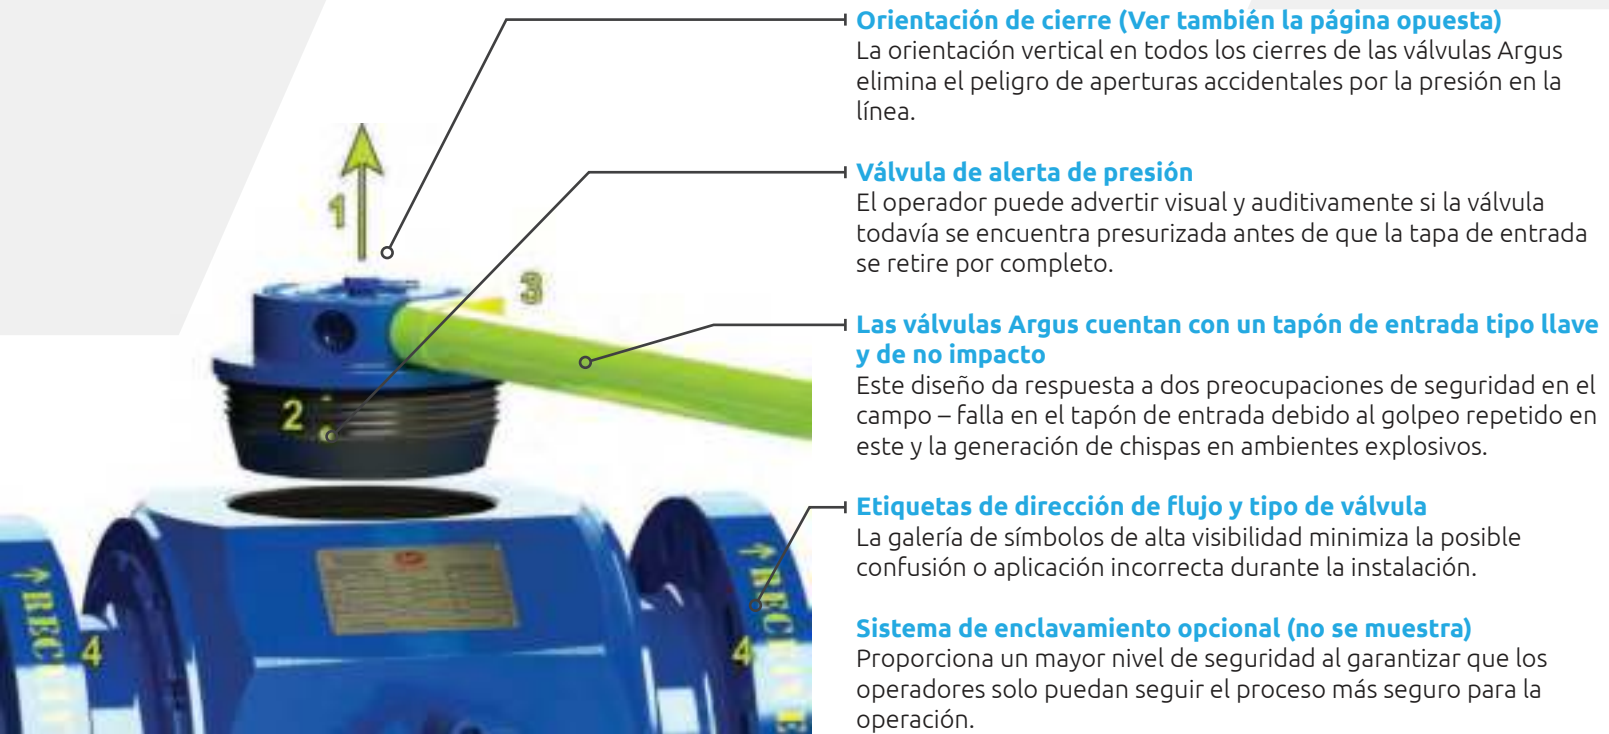 Orientación de cierre (Ver también la página opuesta)
La orientación vertical en todos los cierres de las válvulas Argus
elimina el peligro de aperturas accidentales por la presión en la
línea.
Válvula de alerta de presión
El operador puede advertir visual y auditivamente si la válvula
todavía se encuentra presurizada antes de que la tapa de entrada
se retire por completo.
Las válvulas Argus cuentan con un tapón de entrada tipo llave
y de no impacto
Este diseño da respuesta a dos preocupaciones de seguridad en el
campo – falla en el tapón de entrada debido al golpeo repetido en
este y la generación de chispas en ambientes explosivos.
Etiquetas de dirección de flujo y tipo de válvula
La galería de símbolos de alta visibilidad minimiza la posible
confusión o aplicación incorrecta durante la instalación.
Sistema de enclavamiento opcional (no se muestra)
Proporciona un mayor nivel de seguridad al garantizar que los
operadores solo puedan seguir el proceso más seguro para la
operación.
1
3
2
4
4